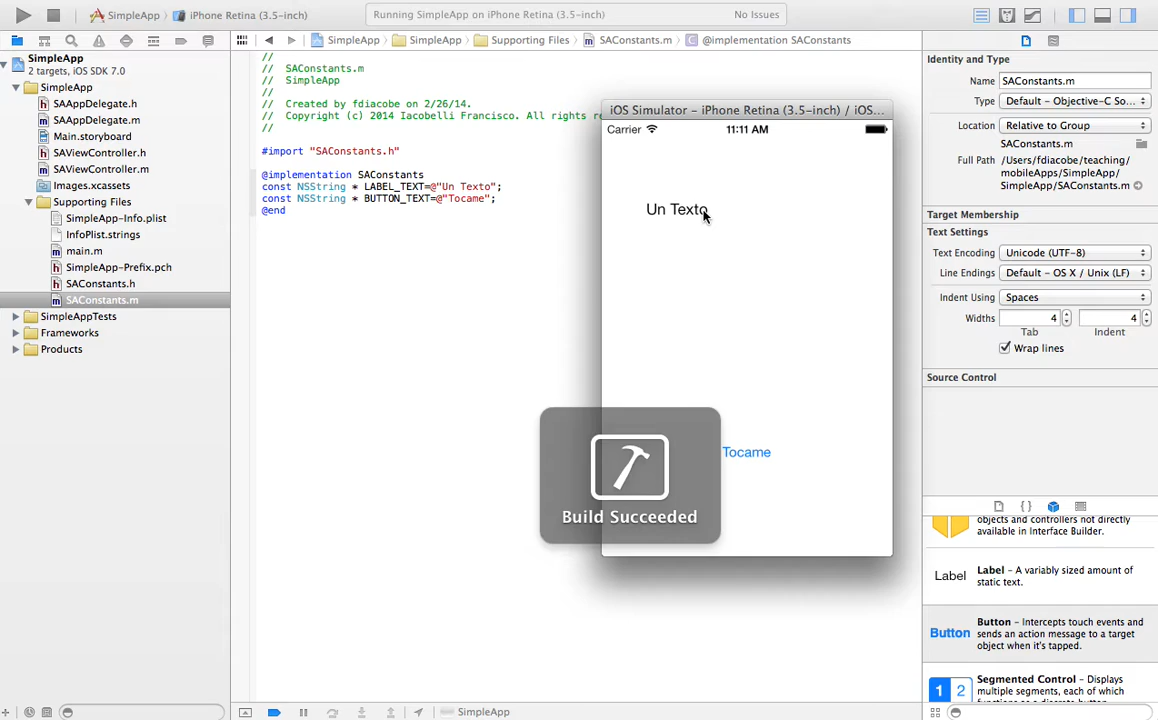 SimpleApp
iPhone Retina (3.5-inch)
Running SimpleApp on iPhone Retina (3.5-inch)
No Issues
SimpleApp
SimpleApp
Supporting Files
SAConstants.m
@implementation SAConstants
SimpleApp
2 targets, iOS SDK 7.0
SimpleApp
SAAppDelegate.h
SAAppDelegate.m
Main.storyboard
SAViewController.h
SAViewController.m
Images.xcassets
Supporting Files
SimpleApp-Info.plist
InfoPlist.strings
main.m
SimpleApp-Prefix.pch
SAConstants.h
SAConstants.m
SimpleAppTests
Frameworks
Products
//
// SAConstants.m
// SimpleApp
//
// Created by fdiacobe on 2/26/14.
// Copyright (c) 2014 Iacobelli Francisco. All rights re
//
#import "SAConstants.h"
@implementation SAConstants
const NSString * LABEL_TEXT=@"Un Texto";
const NSString * BUTTON_TEXT=@"Tocame";
@end
iOS Simulator - iPhone Retina (3.5-inch) / iOS...
Carrier
11:11 AM
Un Texto
Tocame
Build Succeeded
Identity and Type
Name
SAConstants.m
Type
Default - Objective-C So...
Location
Relative to Group
SAConstants.m
Full Path
/Users/fdiacobe/teaching/
mobileApps/SimpleApp/
SimpleApp/SAConstants.m
Target Membership
Text Settings
Text Encoding
Unicode (UTF-8)
Line Endings
Default - OS X / Unix (LF)
Indent Using
Spaces
Widths
4
4
Tab
Indent
Wrap lines
Source Control
{ }
objects and controllers not directly
available in Interface Builder.
Label
Label - A variably sized amount of
static text.
Button
Button - Intercepts touch events and
sends an action message to a target
object when it's tapped.
1 2
Segmented Control - Displays
multiple segments, each of which
functions as a discrete button
SimpleApp